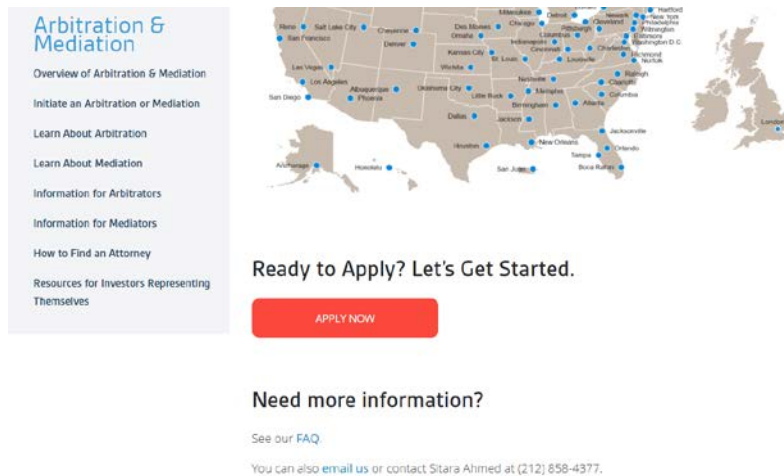 Arbitration &
Mediation
Overview of Arbitration & Mediation
Initiate an Arbitration or Mediation
Learn About Arbitration
Learn About Mediation
Information for Arbitrators
Information for Mediators
How to Find an Attorney
Resources for Investors Representing
Themselves
Milwaukee
Detroit
Newark
Hartford
New York
Philadelphia
Reno
Salt Lake City
Cheyenne
Des Moines
Chicago
Cleveland
Pittsburgh
Wilmington
San Francisco
Omaha
Columbus
Baltimore
Denver
Indianapolis
Washington D.C.
Cincinnati
Charleston
Richmond
Kansas City
St. Louis
Louisville
Norfolk
Las Vegas
Wichita
Raleigh
Los Angeles
Nashville
Charlotte
Albuquerque
Oklahoma City
Memphis
San Diego
Phoenix
Little Rock
Columbia
Birmingham
Atlanta
Dallas
Jackson
Jacksonville
Houston
New Orleans
Orlando
Tampa
Anchorage
Honolulu
San Juan
Boca Raton
London
Ready to Apply? Let's Get Started.
APPLY NOW
Need more information?
See our FAQ.
You can also email us or contact Sitara Ahmed at (212) 858-4377.